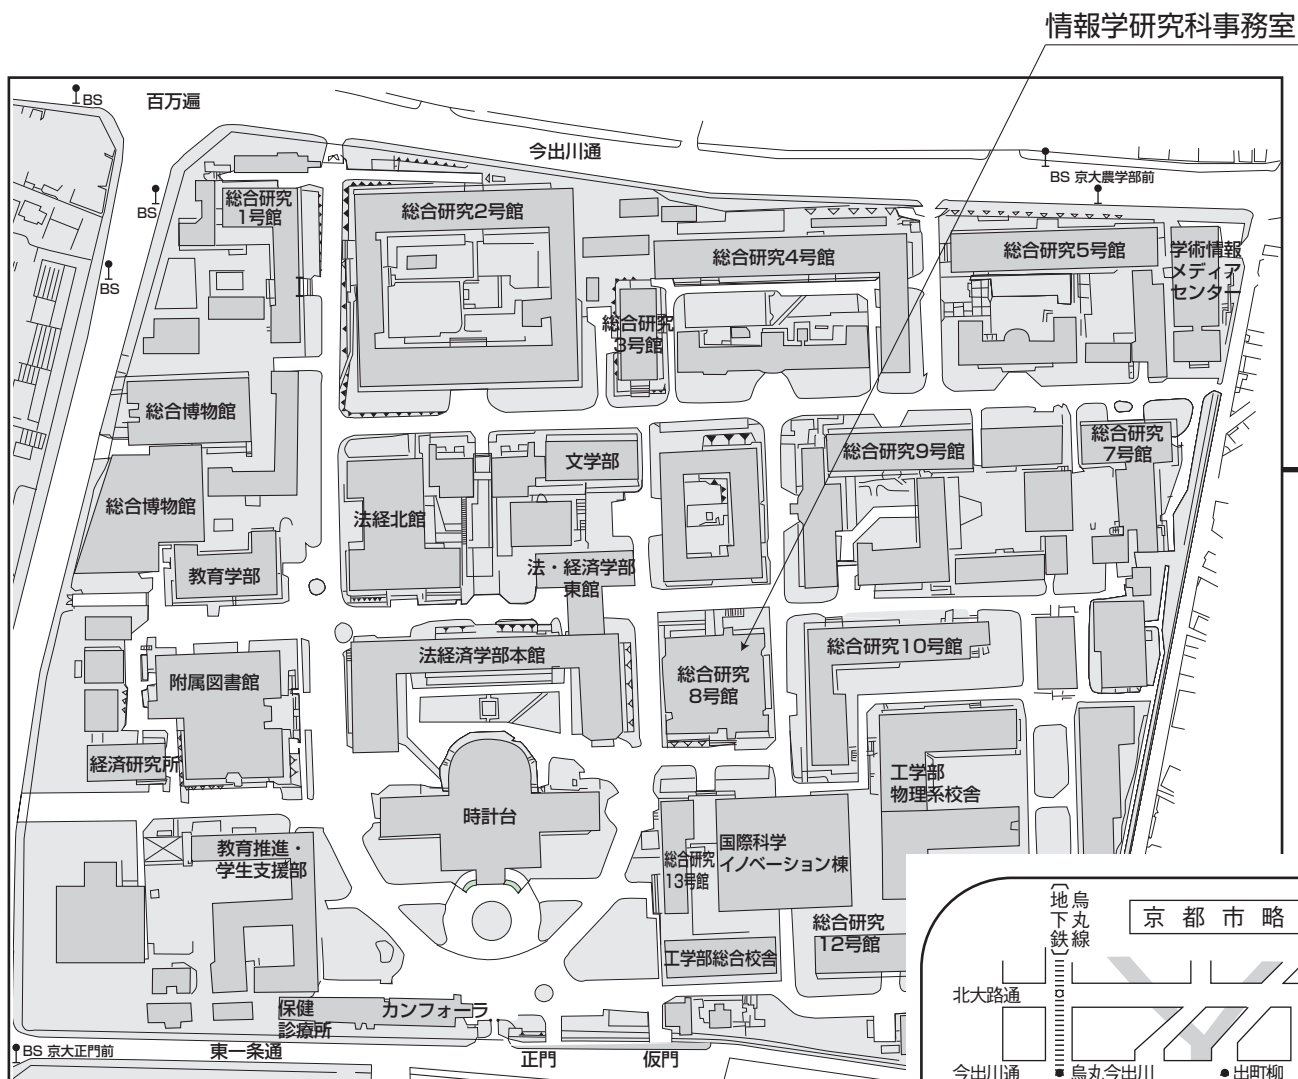 情報学研究科事務室
BS
百万遍
今出川通
BS 京大農学部前
BS
BS
総合研究
1号館
総合研究2号館
総合研究4号館
総合研究5号館
学術情報
メディア
センター
総合研究
3号館
総合博物館
文学部
総合研究9号館
総合研究
7号館
総合博物館
法経北館
教育学部
法・経済学部
東館
法経済学部本館
総合研究
8号館
総合研究10号館
附属図書館
経済研究所
工学部
物理系校舎
時計台
教育推進・
学生支援部
総合研究
13号館
国際科学
イノベーション棟
総合研究
12号館
工学部総合校舎
保健
診療所
カンフォーラ
BS 京大正門前
東一条通
正門
仮門
地下鉄
烏丸線
京都市略
北大路通
今出川通
烏丸今出川
出町柳